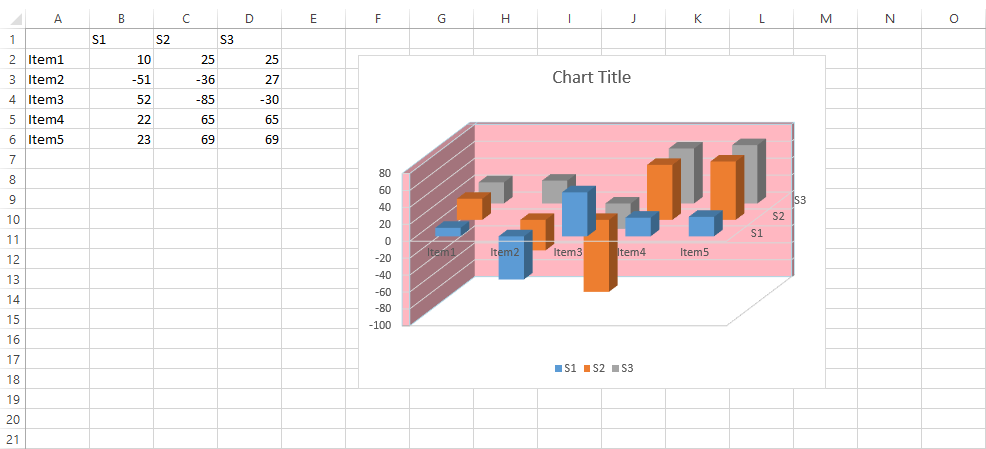 A B C D E F G H I J K L M N O
1 S1 S2 S3
2 Item1 10 25 25
3 Item2 -51 -36 27
4 Item3 52 -85 -30
5 Item4 22 65 65
6 Item5 23 69 69
7
8
9
10
11
12
13
14
15
16
17
18
19
20
21
Chart Title
80
60
40
20
0
-20
-40
-60
-80
-100
Item1 Item2 Item3 Item4 Item5
S1
S2
S3
S1 S2 S3